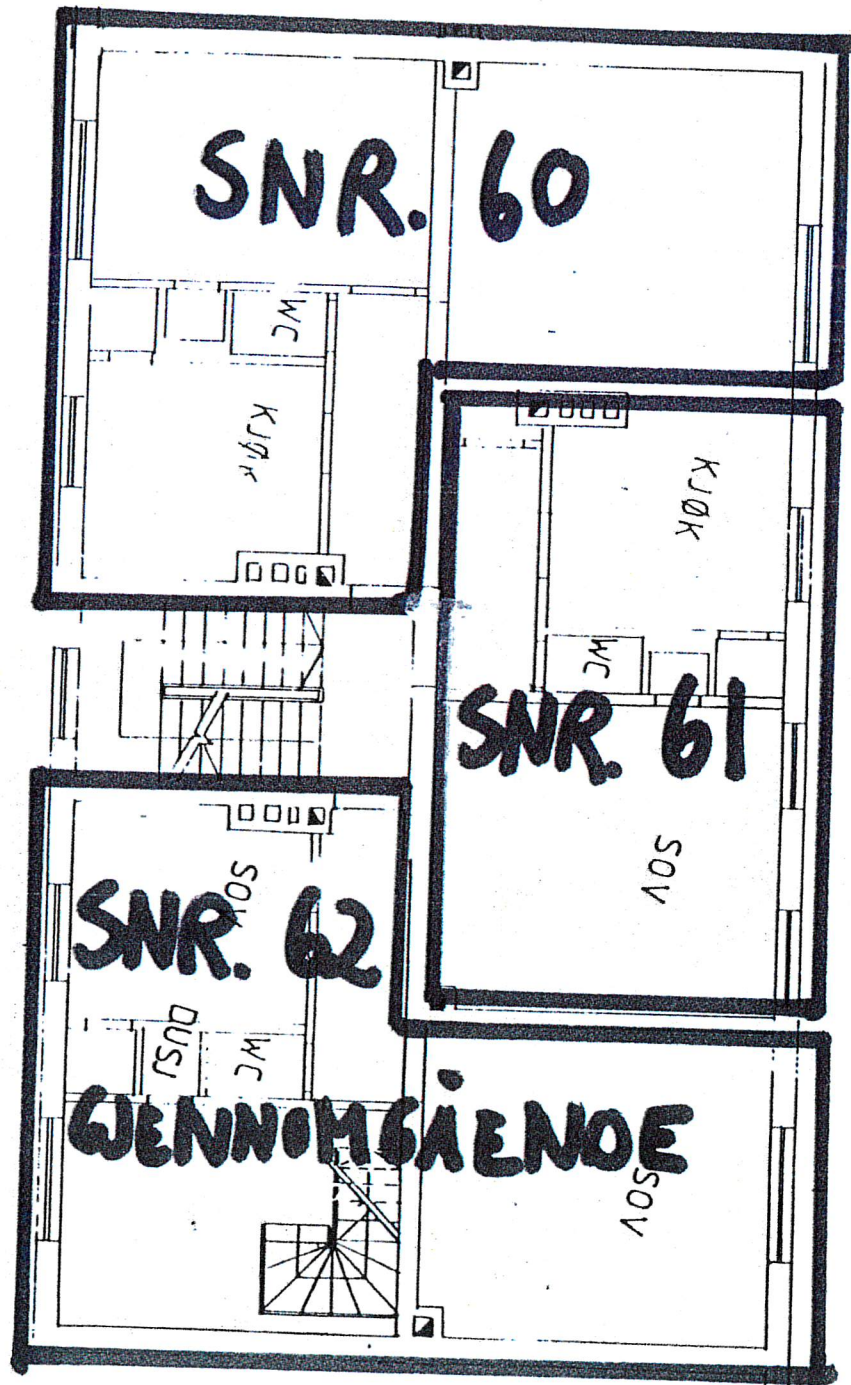 SNR. 60
WC
KJØK
KJØK
WC
SNR. 61
SOV
SOV
SNR. 62
DUSJ
WC
GJENNOMGÅENDE
SOV